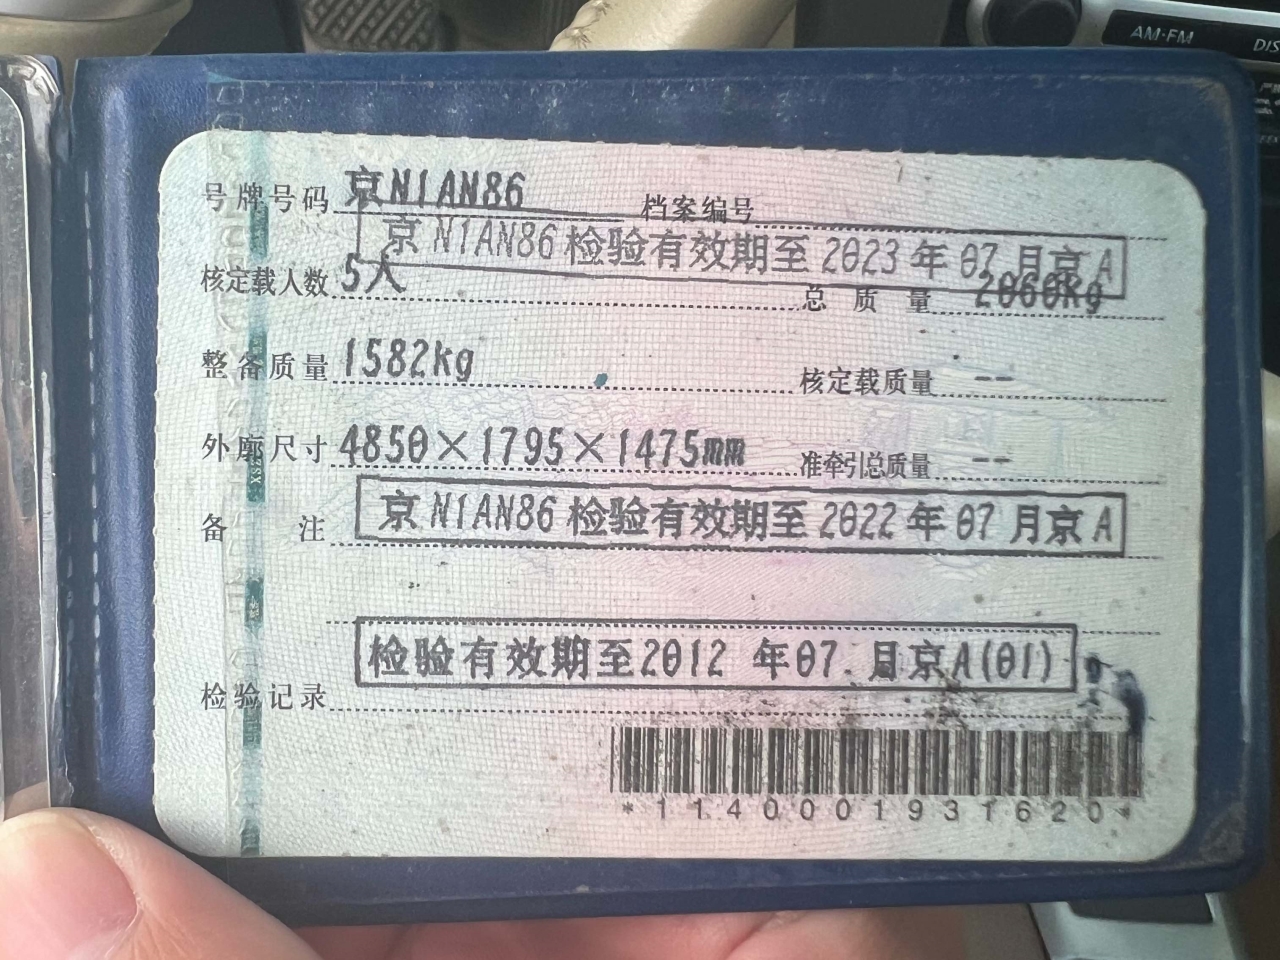 AM·FM
DIS
号牌号码 京N1AN86 档案编号
京N1AN86检验有效期至2023年07月京A
核定载人数 5人 总质量 2060kg
整备质量 1582kg 核定载质量 --
外廓尺寸 4850×1795×1475mm 准牵引总质量 --
备注 京N1AN86检验有效期至2022年07月京A
检验有效期至2012 年07 月京A(01)
检验记录
*1140001931620*